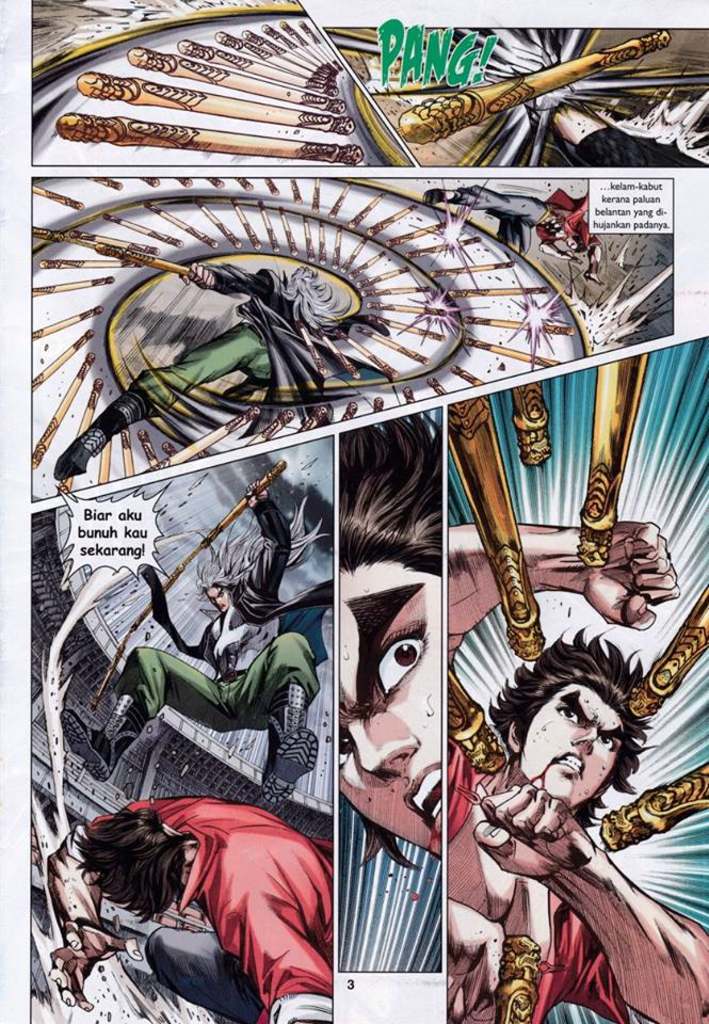 PANG!
...kelam-kabut
kerana paluan
belantan yang di-
hujankan padanya.
Biar aku
bunuh kau
sekarang!
3